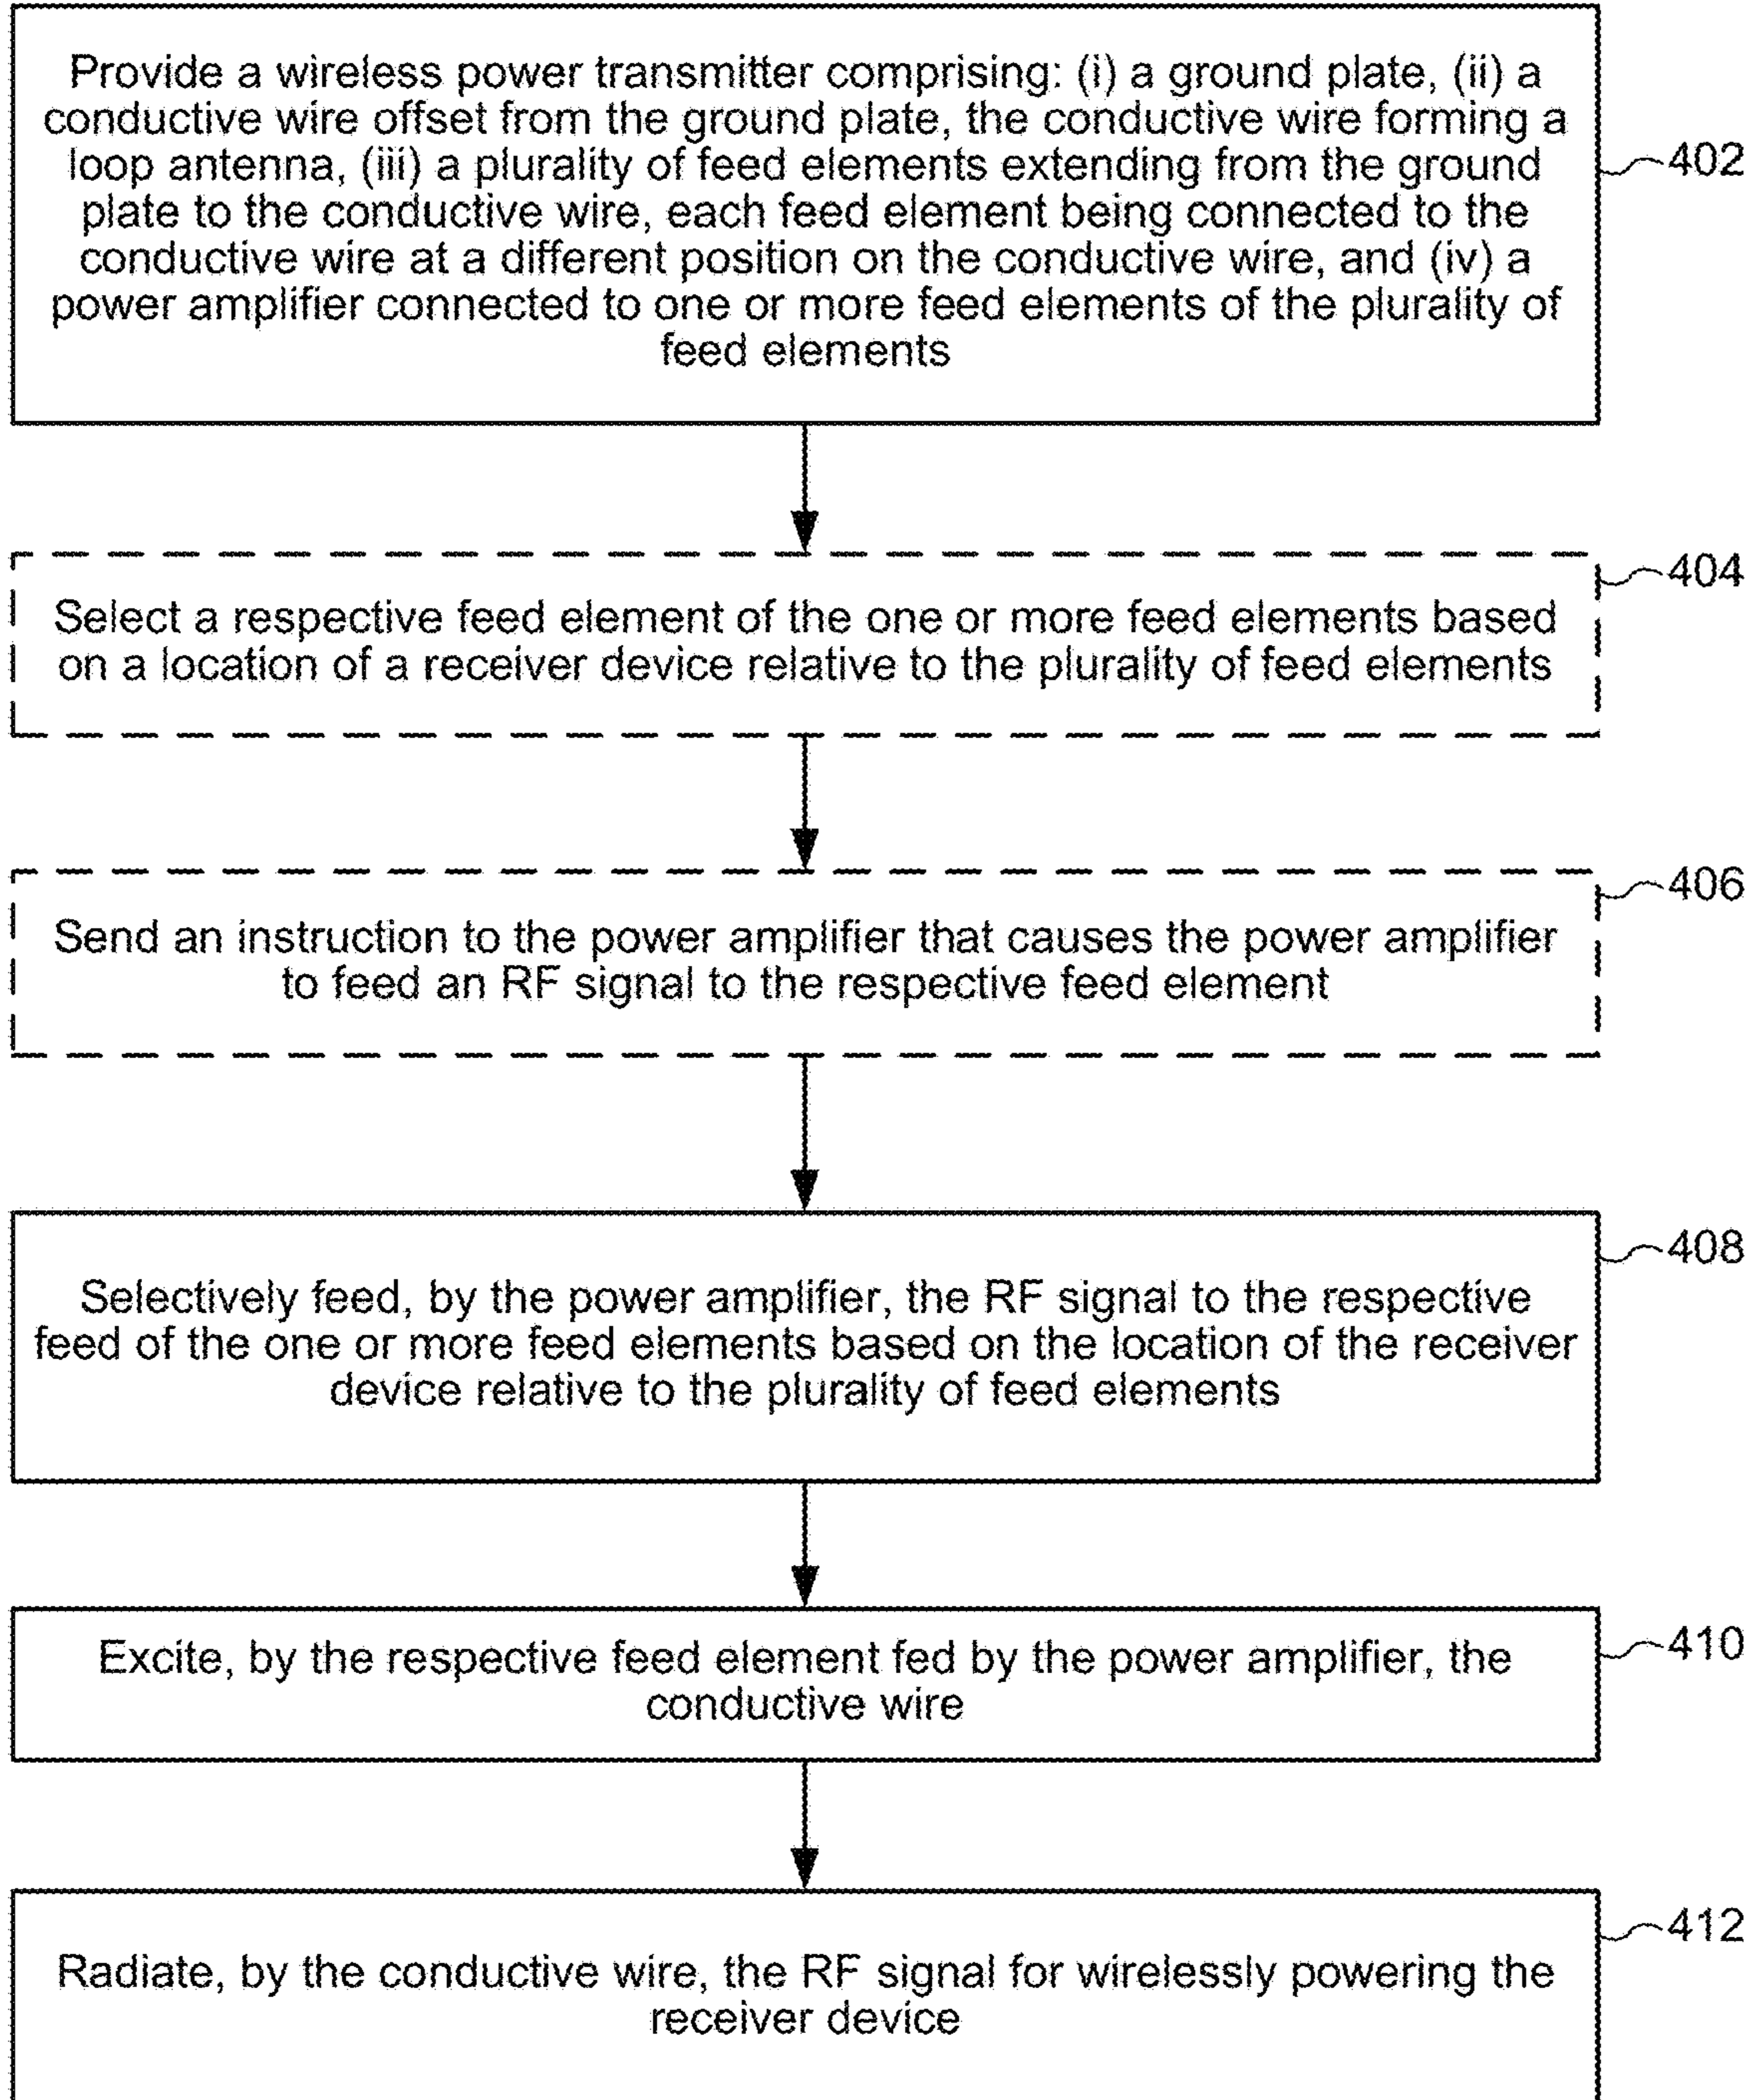 Provide a wireless power transmitter comprising: (i) a ground plate, (ii) a
conductive wire offset from the ground plate, the conductive wire forming a
loop antenna, (iii) a plurality of feed elements extending from the ground
plate to the conductive wire, each feed element being connected to the
conductive wire at a different position on the conductive wire, and (iv) a
power amplifier connected to one or more feed elements of the plurality of
feed elements
402
Select a respective feed element of the one or more feed elements based
on a location of a receiver device relative to the plurality of feed elements
404
Send an instruction to the power amplifier that causes the power amplifier
to feed an RF signal to the respective feed element
406
Selectively feed, by the power amplifier, the RF signal to the respective
feed of the one or more feed elements based on the location of the receiver
device relative to the plurality of feed elements
408
Excite, by the respective feed element fed by the power amplifier, the
conductive wire
410
Radiate, by the conductive wire, the RF signal for wirelessly powering the
receiver device
412